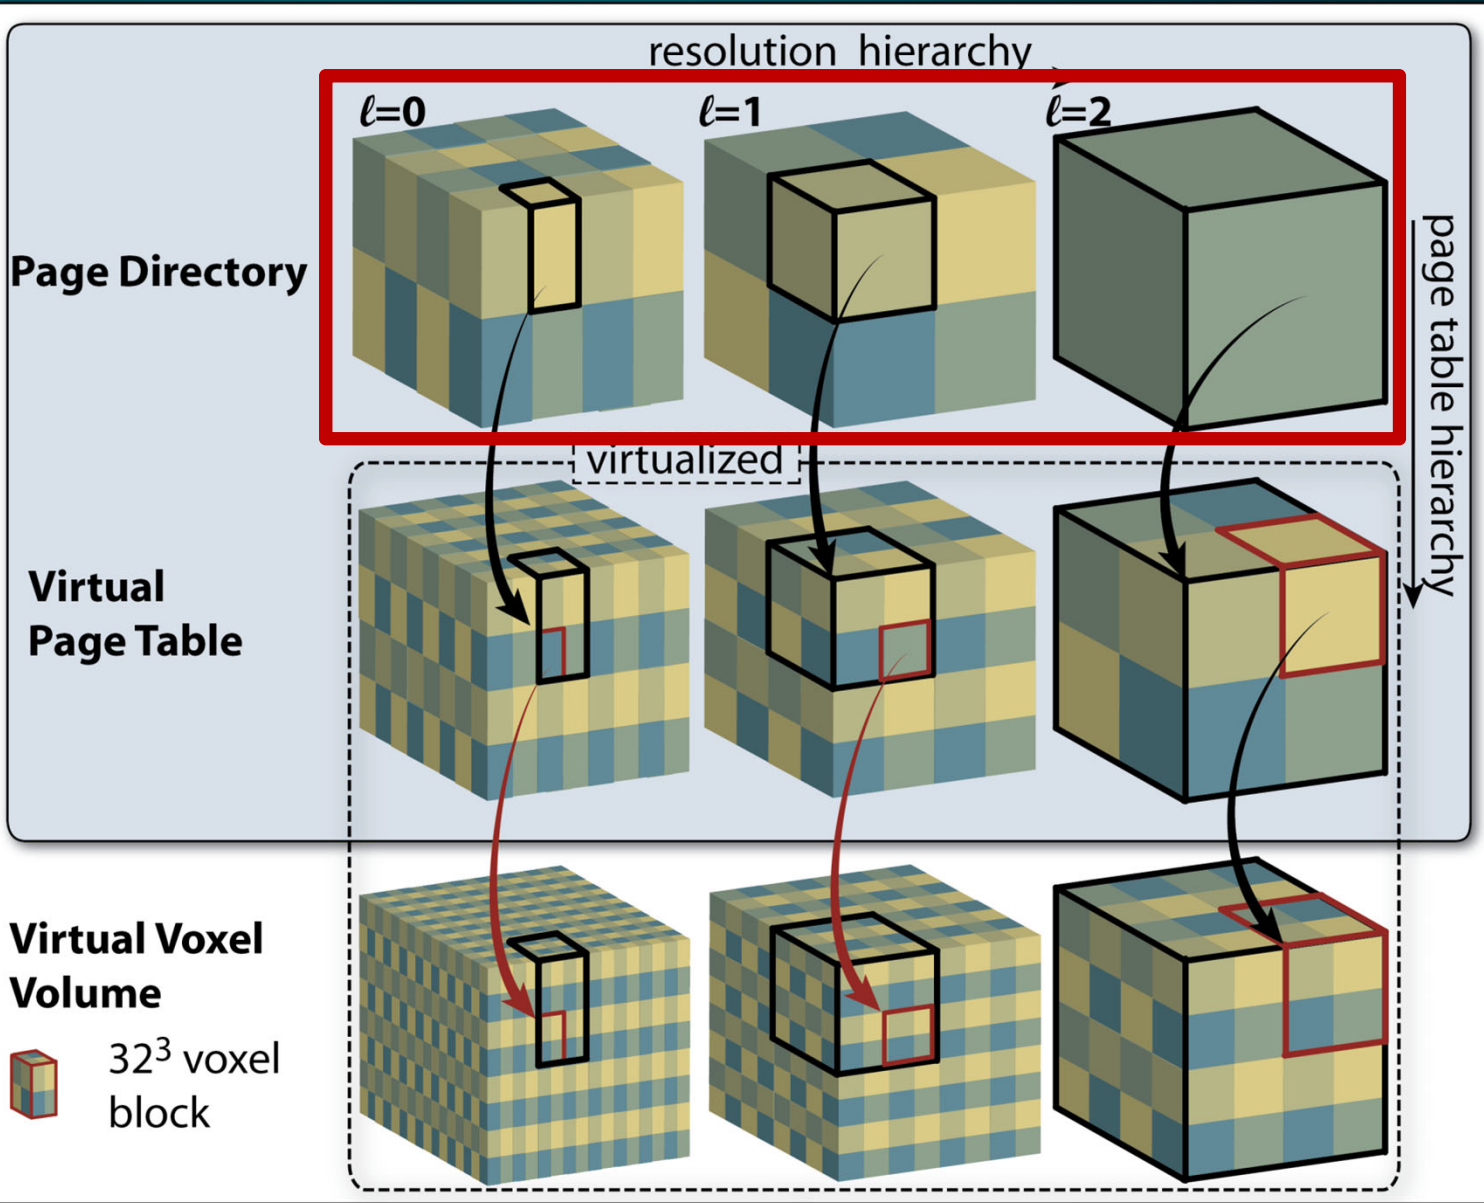 resolution hierarchy
ℓ=0
ℓ=1
ℓ=2
Page Directory
page table hierarchy
virtualized
Virtual
Page Table
Virtual Voxel
Volume
32³ voxel
block